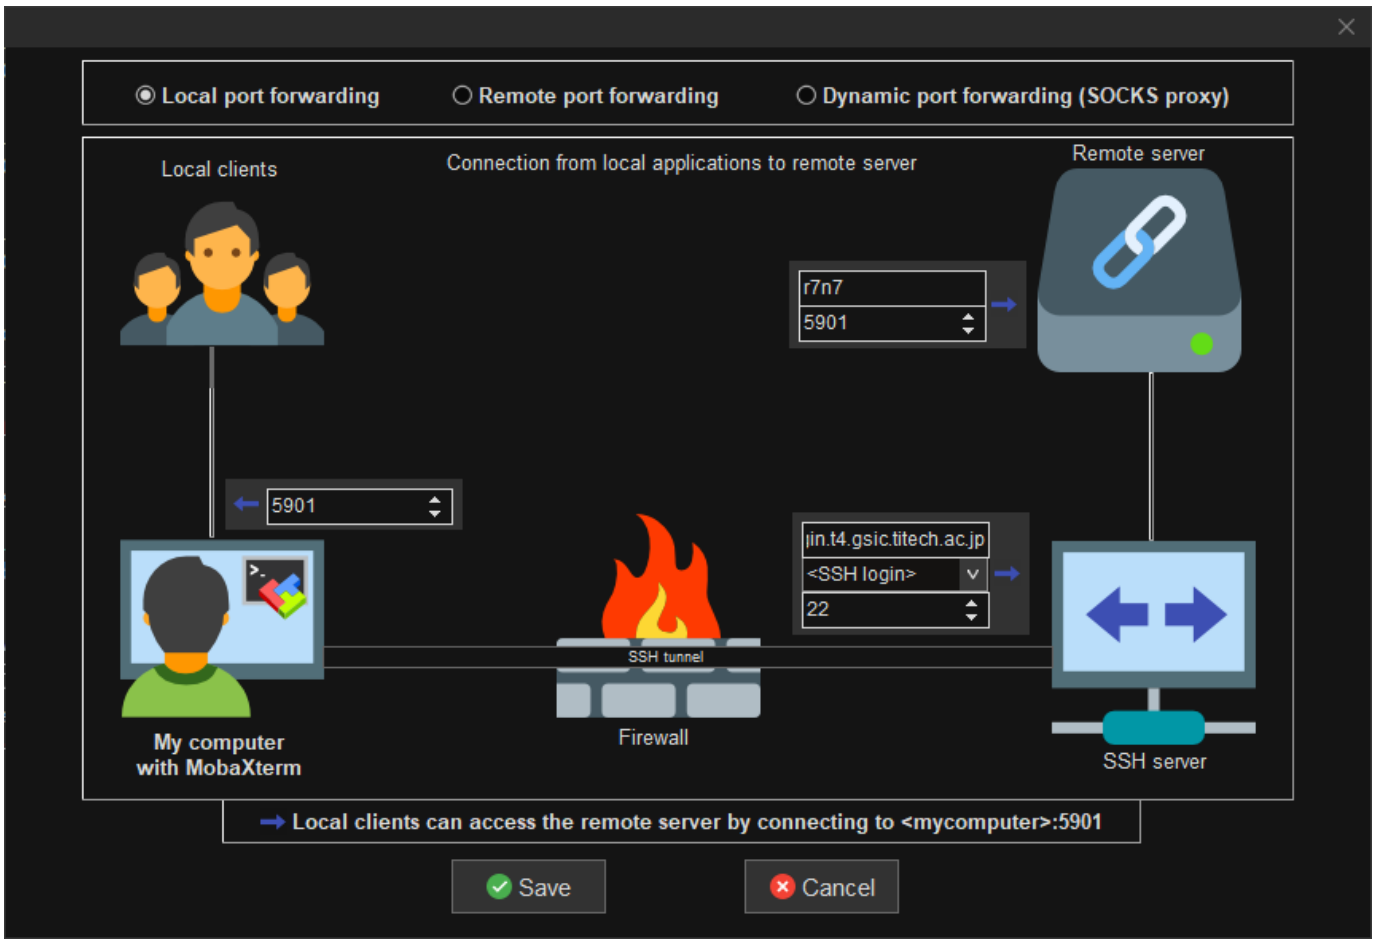 Local port forwarding
Remote port forwarding
Dynamic port forwarding (SOCKS proxy)
Local clients
Connection from local applications to remote server
Remote server
r7n7
5901
5901
gin.t4.gsic.titech.ac.jp
<SSH login>
22
>_
SSH tunnel
Firewall
My computer
with MobaXterm
SSH server
Local clients can access the remote server by connecting to <mycomputer>:5901
Save
Cancel